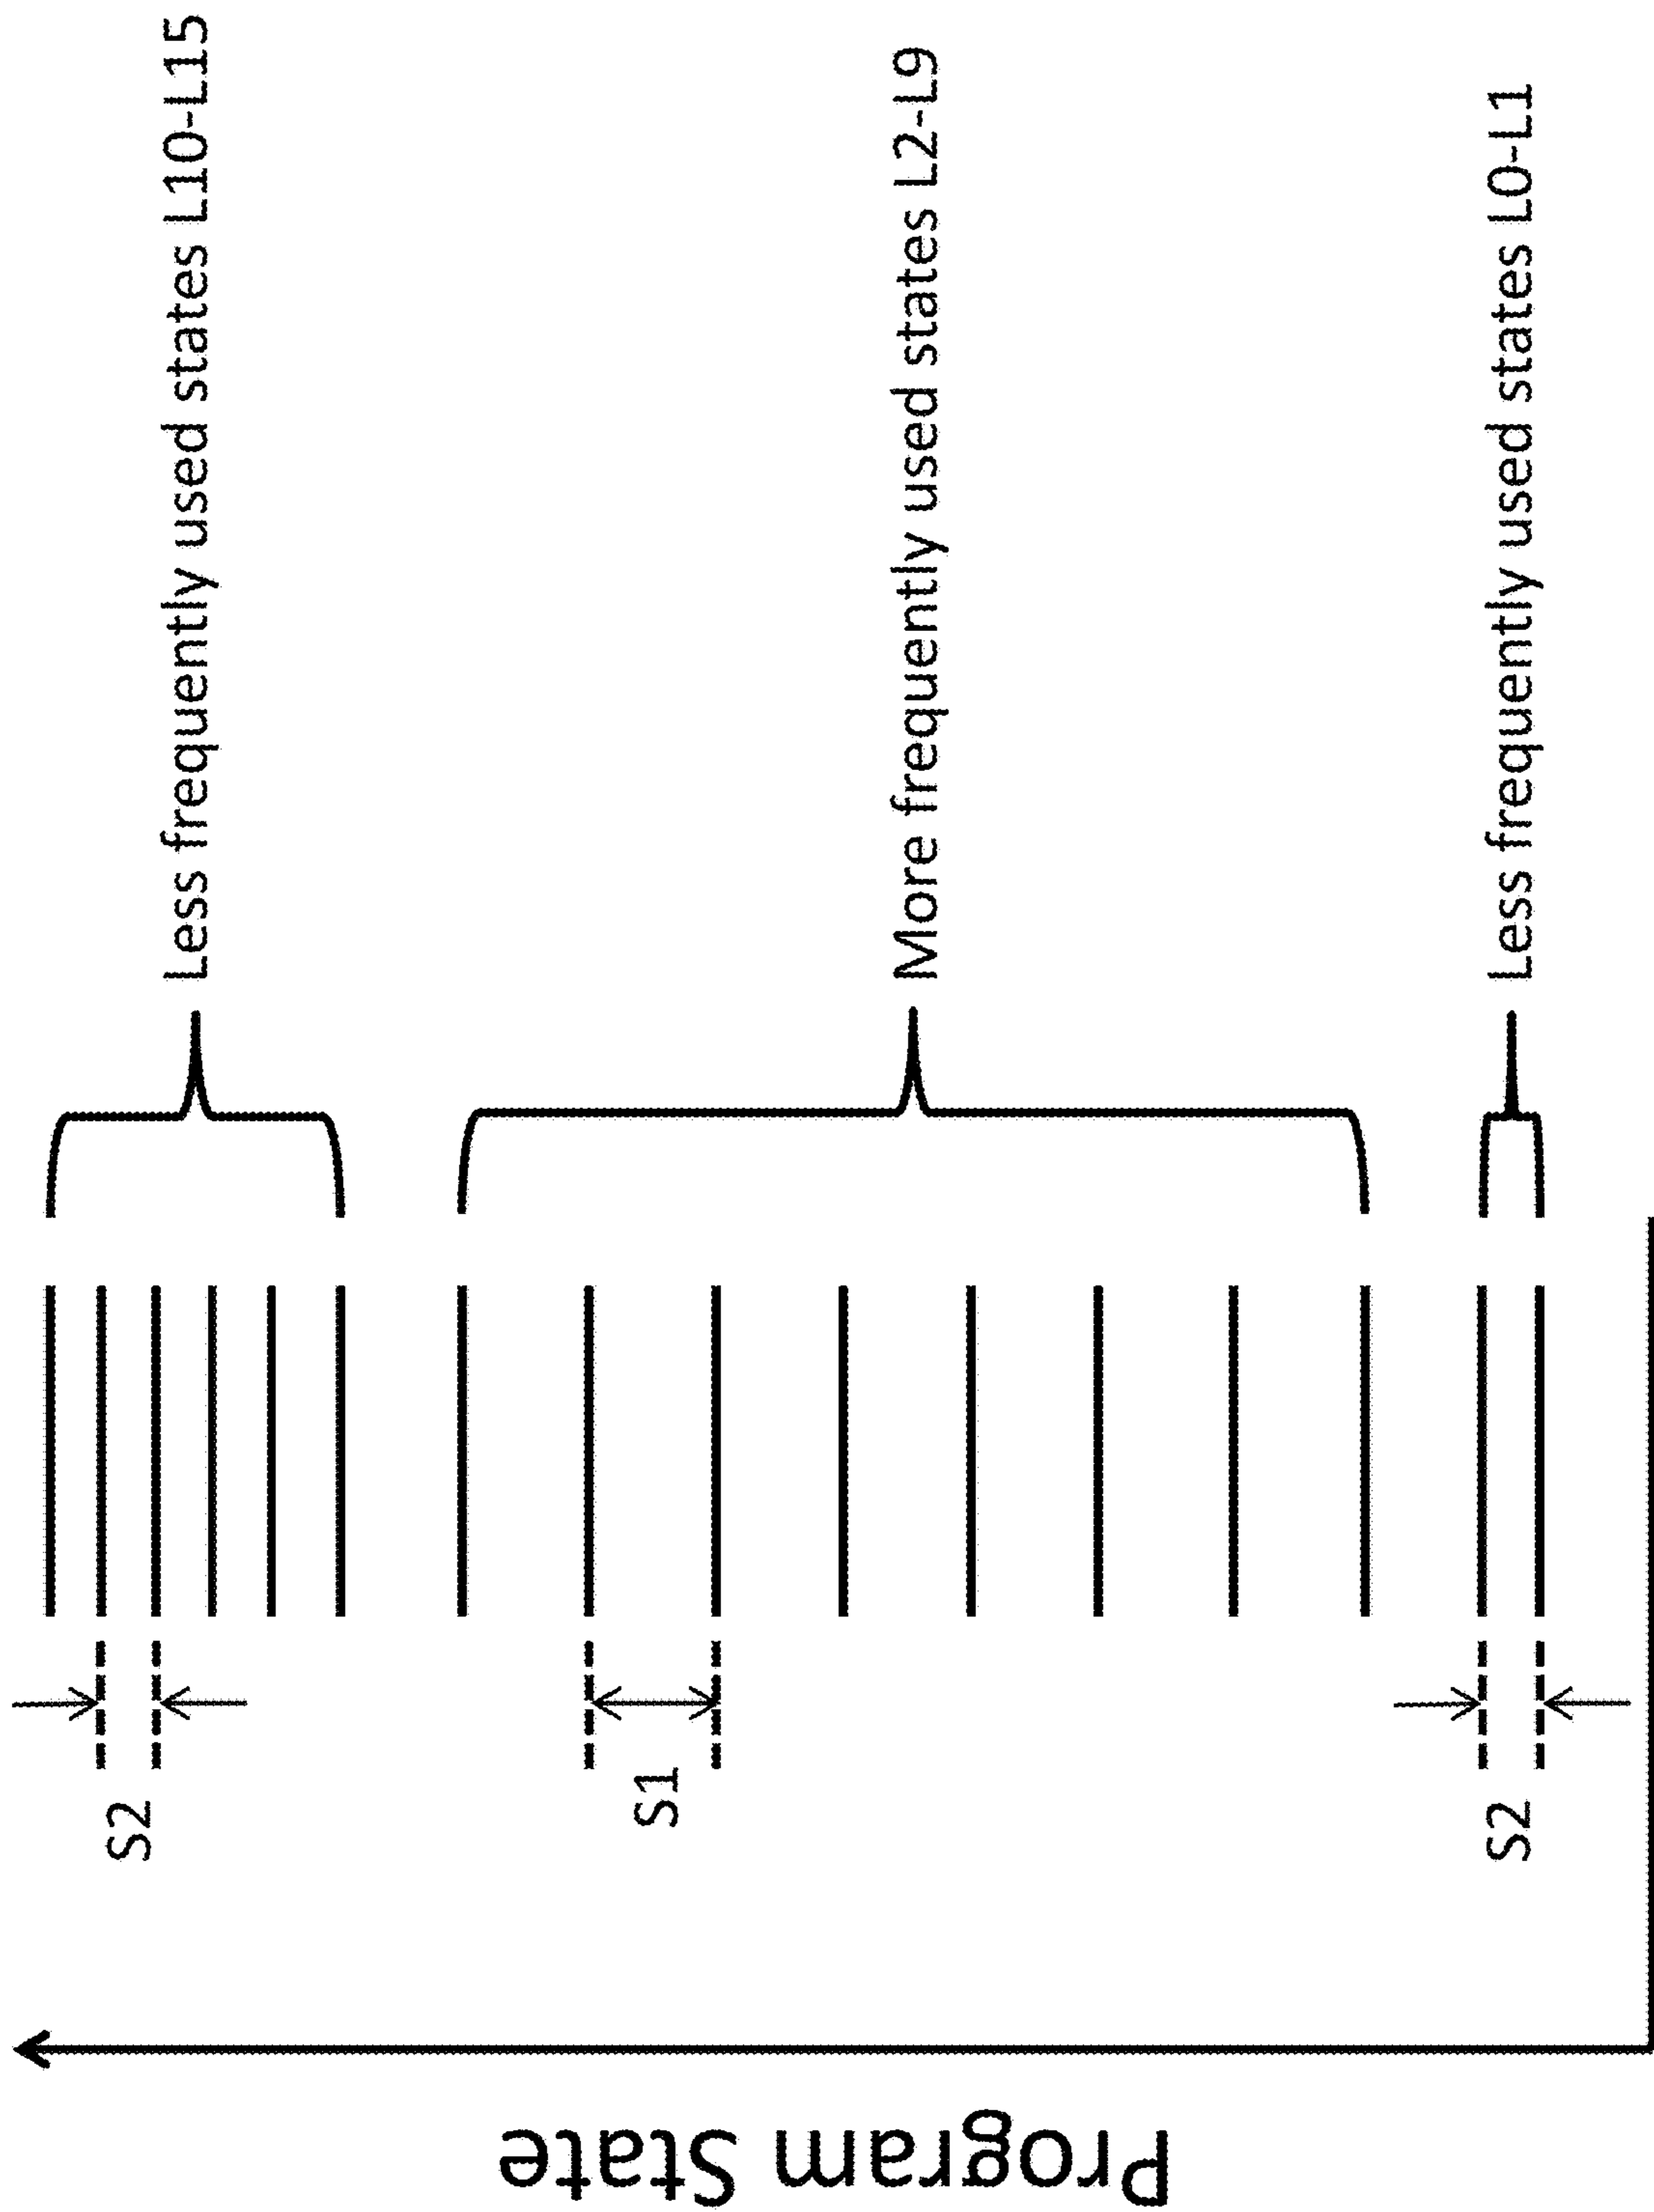 Program State
S2
Less frequently used states L10-L15
S1
More frequently used states L2-L9
S2
Less frequently used states L0-L1